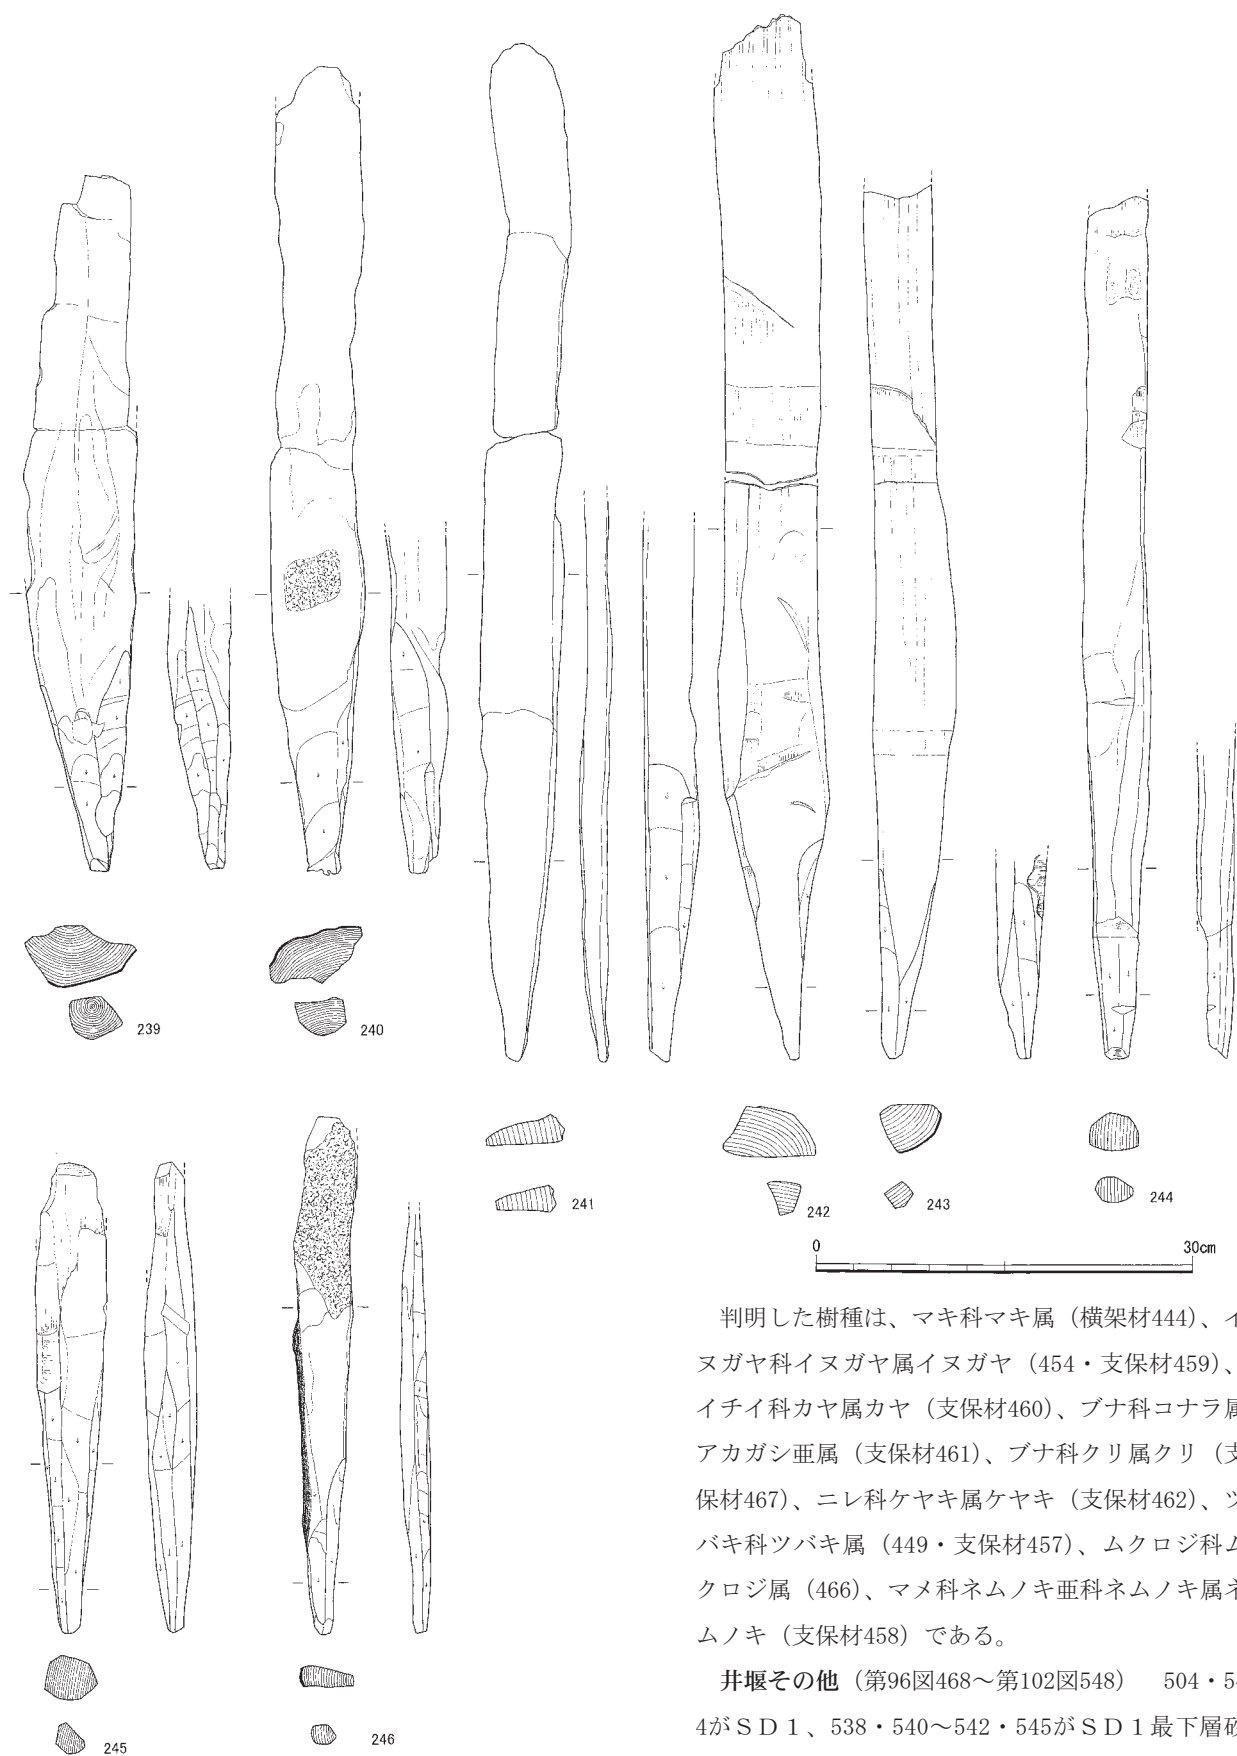 239
240
241
242
243
244
0
30cm
245
246
判明した樹種は、マキ科マキ属（横架材444）、イ
ヌガヤ科イヌガヤ属イヌガヤ（454・支保材459）、
イチイ科カヤ属カヤ（支保材460）、ブナ科コナラ属
アカガシ亜属（支保材461）、ブナ科クリ属クリ（支
保材467）、ニレ科ケヤキ属ケヤキ（支保材462）、ツ
バキ科ツバキ属（449・支保材457）、ムクロジ科ム
クロジ属（466）、マメ科ネムノキ亜科ネムノキ属ネ
ムノキ（支保材458）である。
井堰その他（第96図468～第102図548）　504・54
4がＳＤ１、538・540～542・545がＳＤ１最下層砂